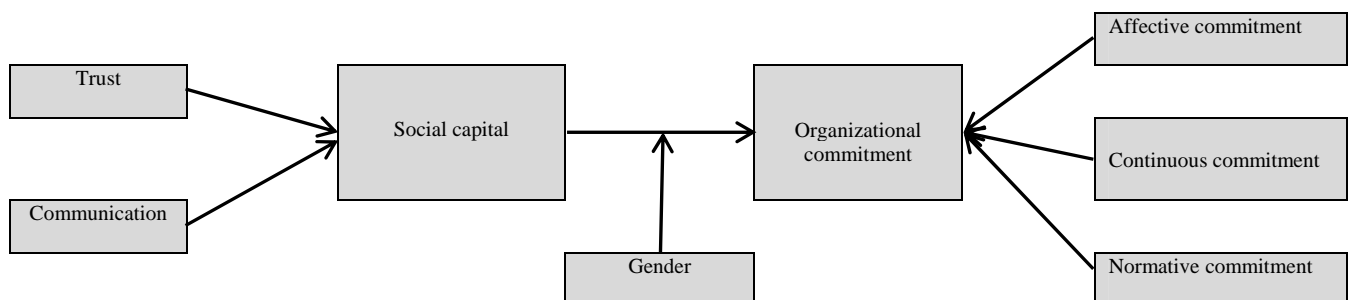 Affective commitment
Trust
Social capital
Organizational
commitment
Continuous commitment
Communication
Gender
Normative commitment